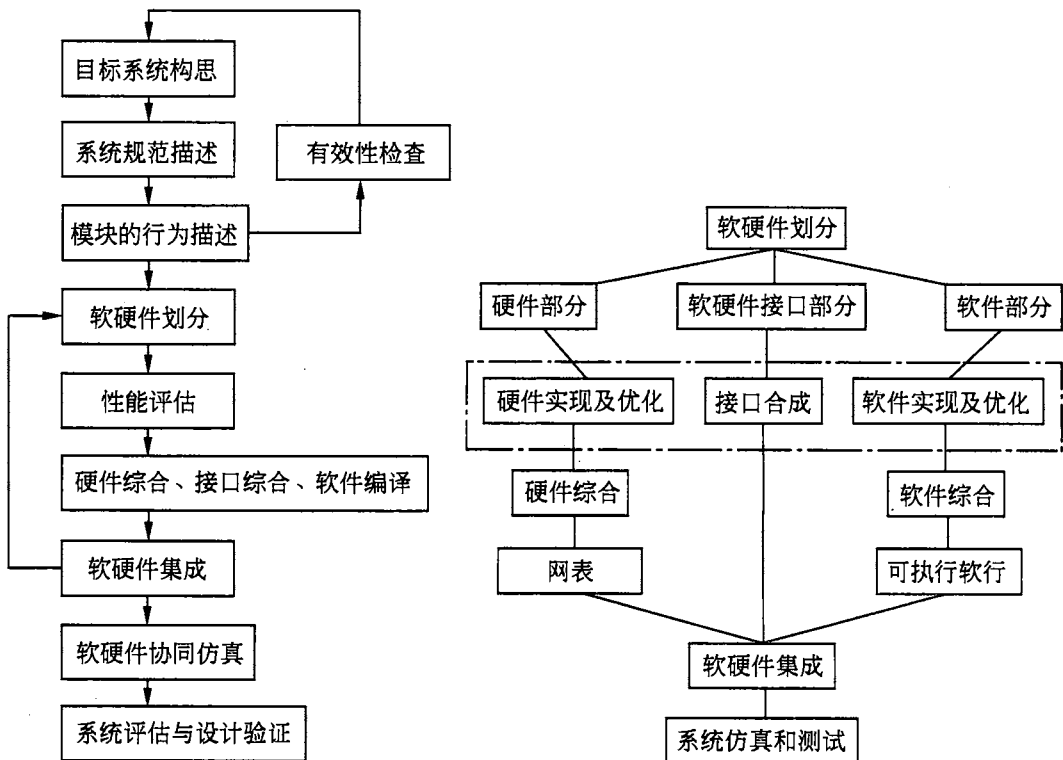 目标系统构思
系统规范描述
有效性检查
模块的行为描述
软硬件划分
性能评估
硬件综合、接口综合、软件编译
软硬件集成
软硬件协同仿真
系统评估与设计验证
软硬件划分
硬件部分
软硬件接口部分
软件部分
硬件实现及优化
接口合成
软件实现及优化
硬件综合
软件综合
网表
可执行软行
软硬件集成
系统仿真和测试